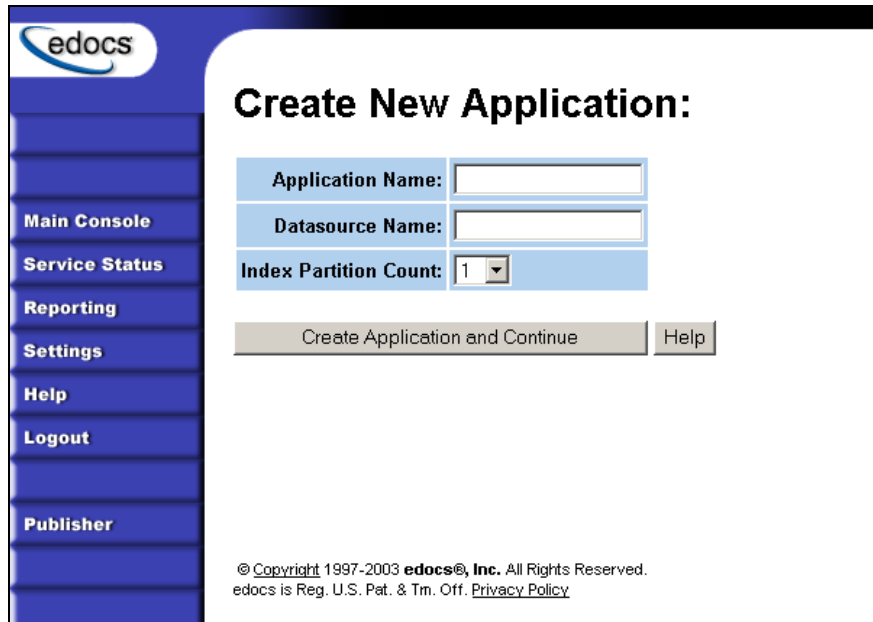 edocs
Create New Application:
Application Name:
Datasource Name:
Index Partition Count: 1
Create Application and Continue Help
Main Console
Service Status
Reporting
Settings
Help
Logout
Publisher
© Copyright 1997-2003 edocs®, Inc. All Rights Reserved.
edocs is Reg. U.S. Pat. & Tm. Off. Privacy Policy